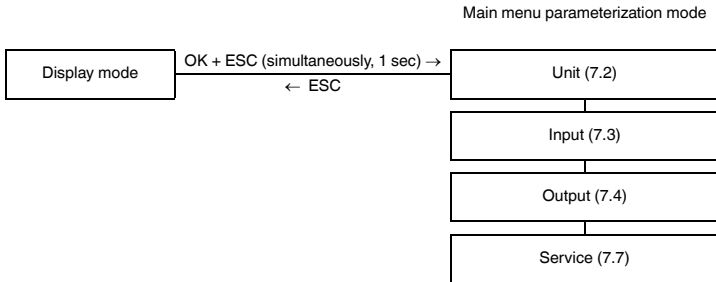 Main menu parameterization mode
Display mode
OK + ESC (simultaneously, 1 sec) →
← ESC
Unit (7.2)
Input (7.3)
Output (7.4)
Service (7.7)